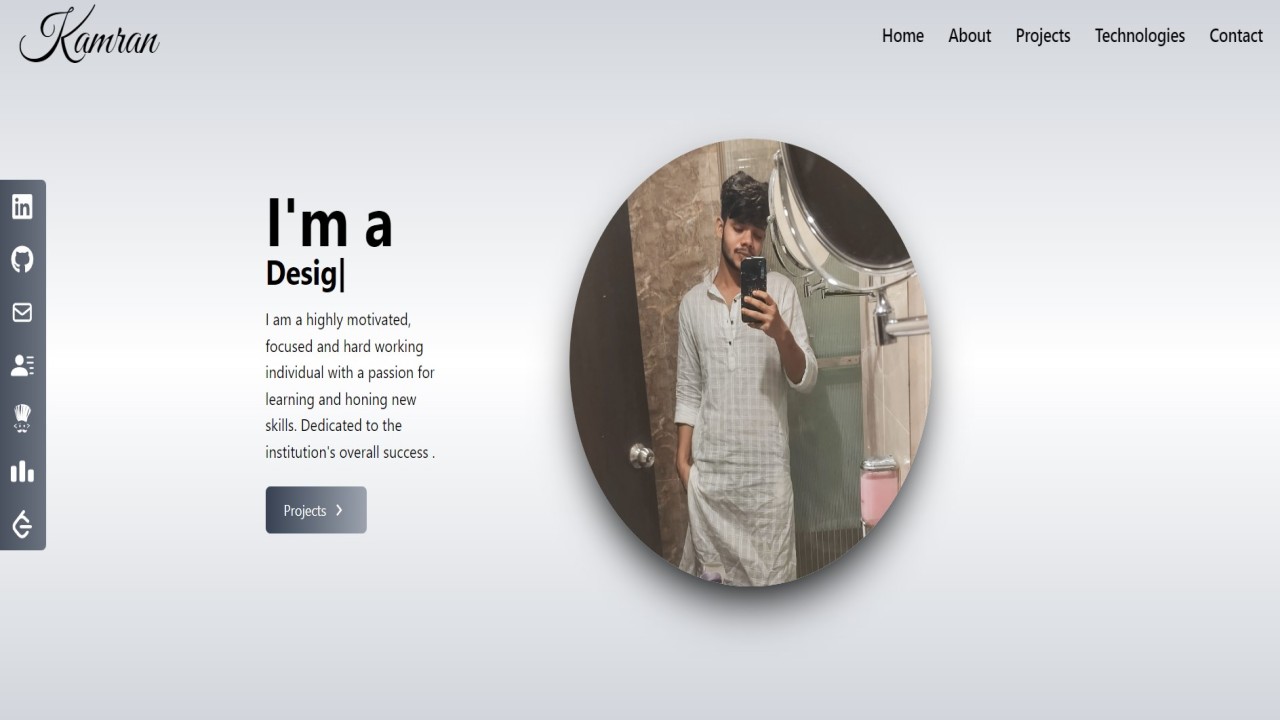 Kamran
Home About Projects Technologies Contact
I'm a
Desig|
I am a highly motivated,
focused and hard working
individual with a passion for
learning and honing new
skills. Dedicated to the
institution's overall success .
Projects
in